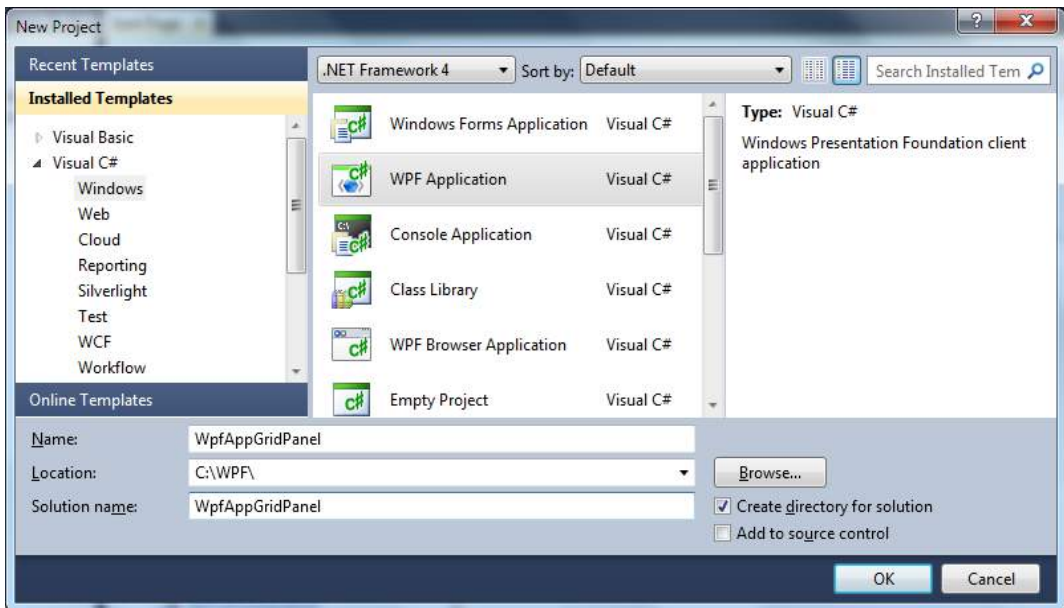 New Project
Recent Templates
Installed Templates
Visual Basic
Visual C#
Windows
Web
Cloud
Reporting
Silverlight
Test
WCF
Workflow
Online Templates
.NET Framework 4 Sort by: Default Search Installed Tem
Windows Forms Application Visual C#
WPF Application Visual C#
Console Application Visual C#
Class Library Visual C#
WPF Browser Application Visual C#
Empty Project Visual C#
Type: Visual C#
Windows Presentation Foundation client
application
Name: WpfAppGridPanel
Location: C:\WPF\ Browse...
Solution name: WpfAppGridPanel
Create directory for solution
Add to source control
OK Cancel